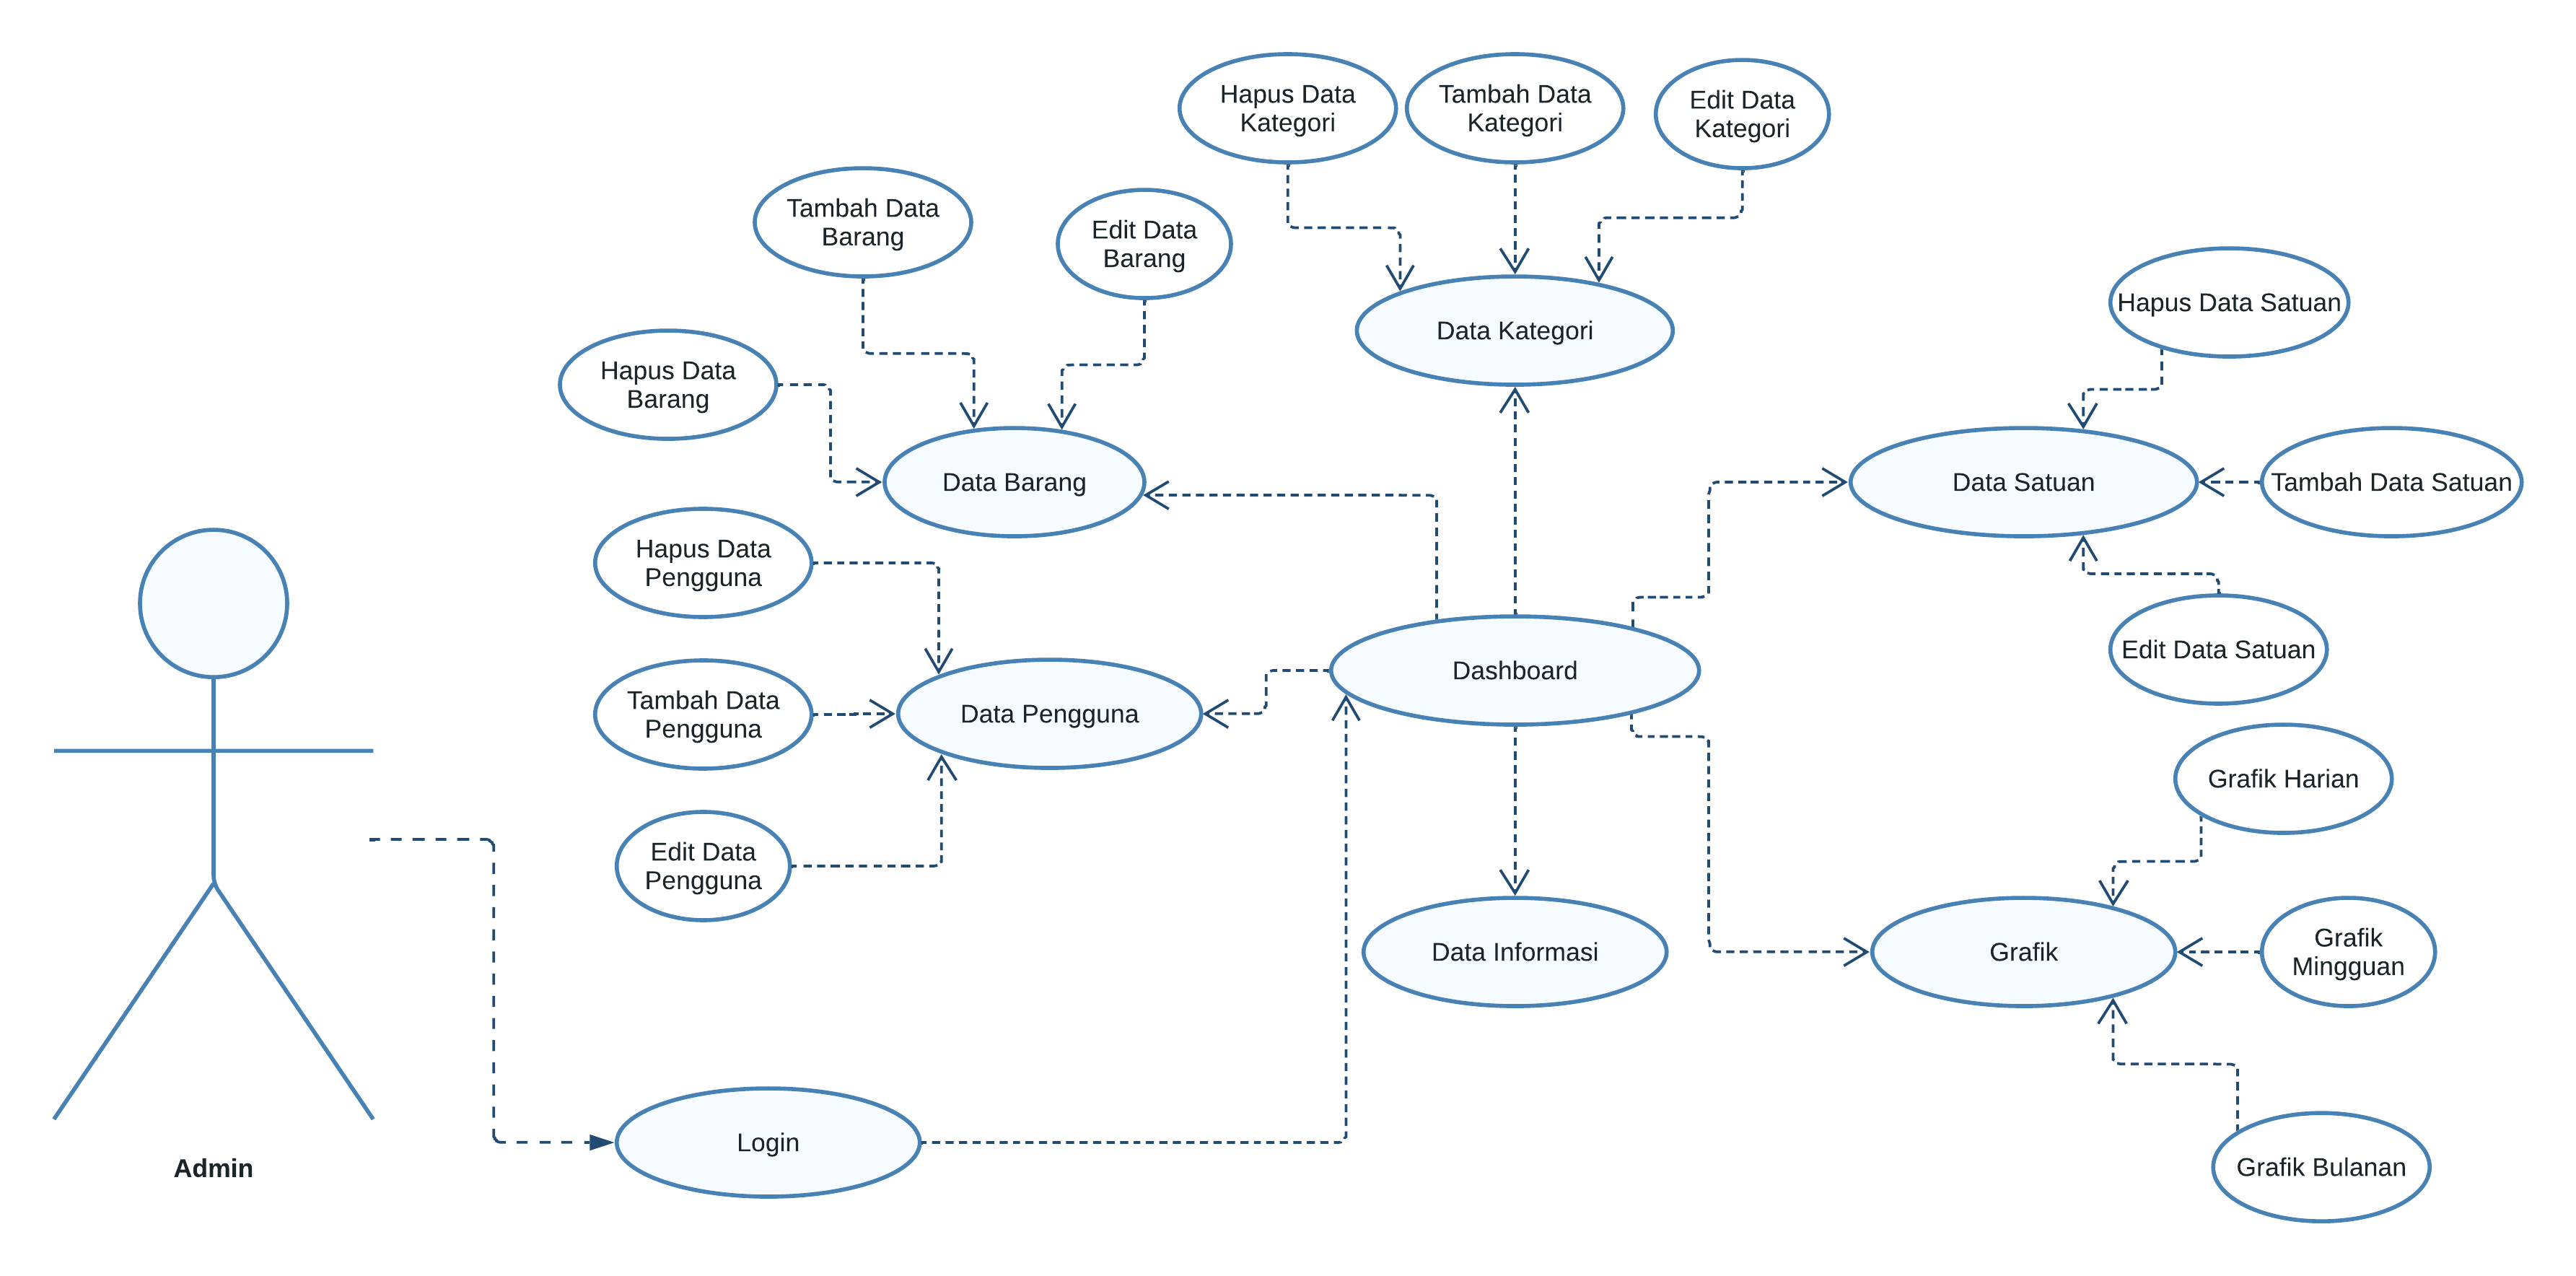 Hapus Data
Kategori
Tambah Data
Kategori
Edit Data
Kategori
Tambah Data
Barang
Edit Data
Barang
Hapus Data Satuan
Data Kategori
Hapus Data
Barang
Data Barang
Data Satuan
Tambah Data Satuan
Hapus Data
Pengguna
Edit Data Satuan
Dashboard
Tambah Data
Pengguna
Data Pengguna
Grafik Harian
Edit Data
Pengguna
Data Informasi
Grafik
Grafik
Mingguan
Login
Admin
Grafik Bulanan